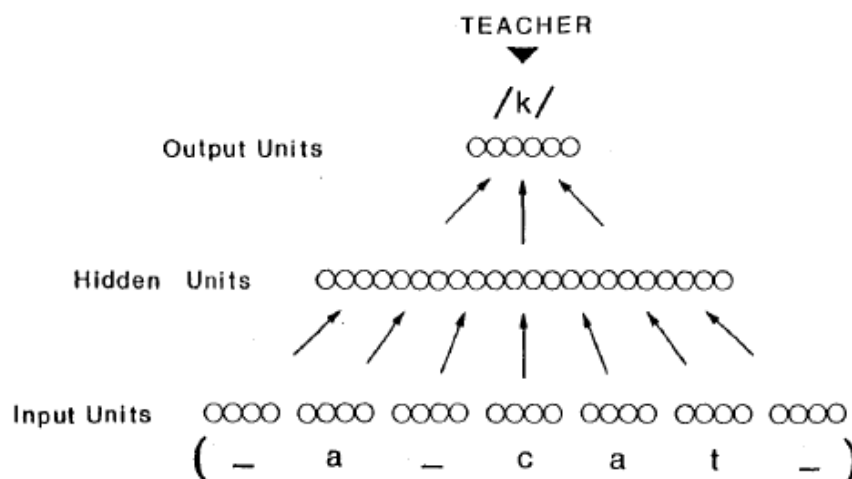 TEACHER
/k/
Output Units
Hidden Units
Input Units
( _ a _ c a t _ )